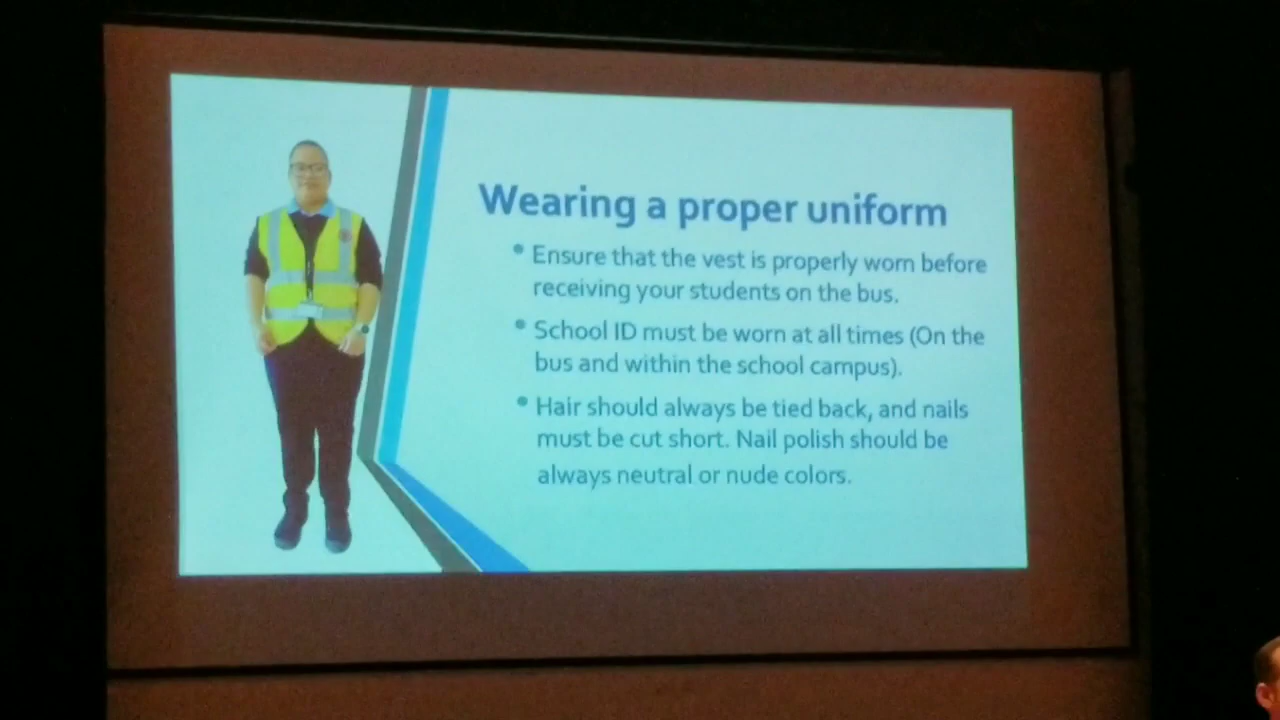 Wearing a proper uniform
• Ensure that the vest is properly worn before
receiving your students on the bus.
• School ID must be worn at all times (On the
bus and within the school campus).
• Hair should always be tied back, and nails
must be cut short. Nail polish should be
always neutral or nude colors.